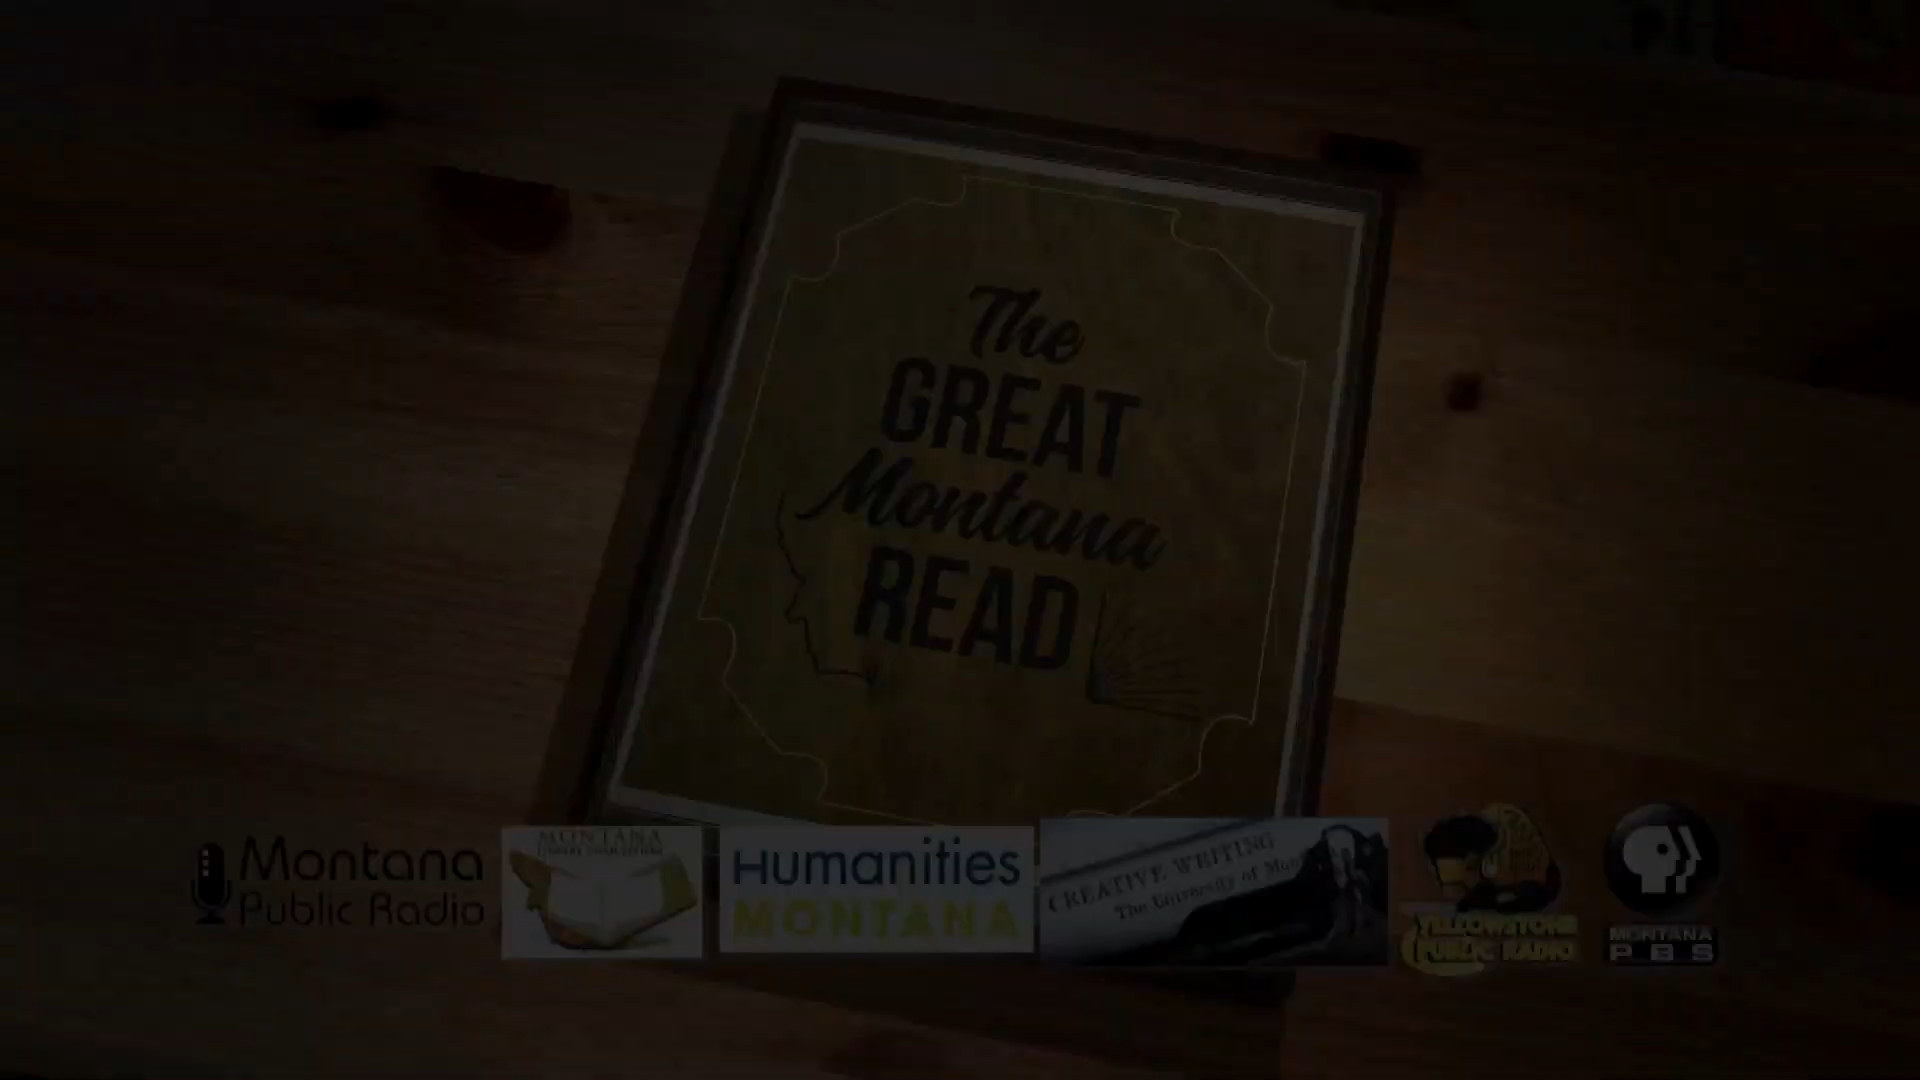 The
GREAT
Montana
READ
Montana
Public Radio
MONTANA
Humanities
MONTANA
CREATIVE WRITING
The University of
YELLOWSTONE
PUBLIC RADIO
MONTANA
PBS